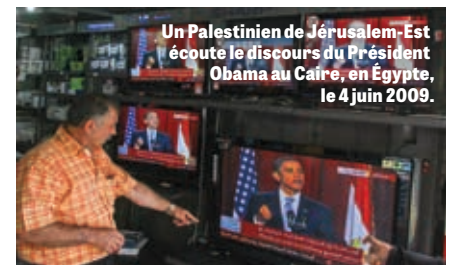 Un Palestinien de Jérusalem-Est
écoute le discours du Président
Obama au Caire, en Égypte,
le 4 juin 2009.